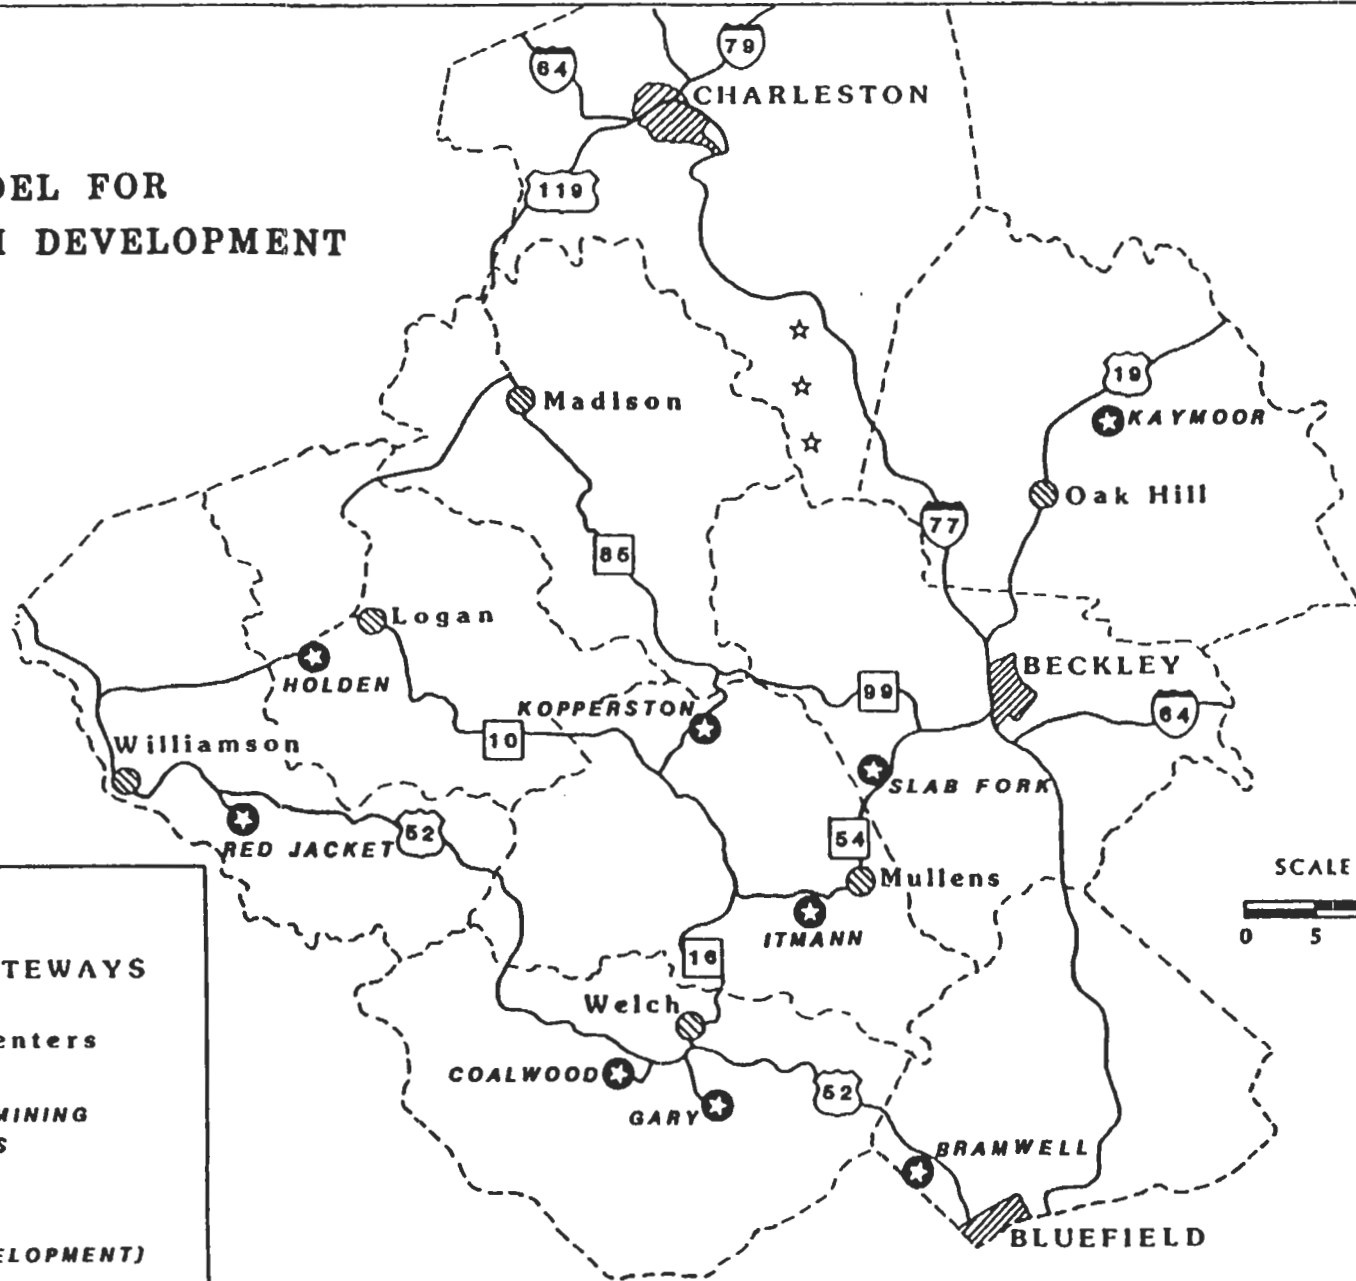 79
64
CHARLESTON
DEL FOR
119
DEVELOPMENT
19
Madison
KAYMOOR
Oak Hill
77
85
Logan
BECKLEY
HOLDEN
99
KOPPERSTON
64
10
Williamson
SLAB FORK
52
54
RED JACKET
SCALE
Mullens
0 5
ITMANN
16
TEWAYS
Welch
enters
COALWOOD
52
MINING
GARY
S
BRAMWELL
BLUEFIELD
ELOPMENT)